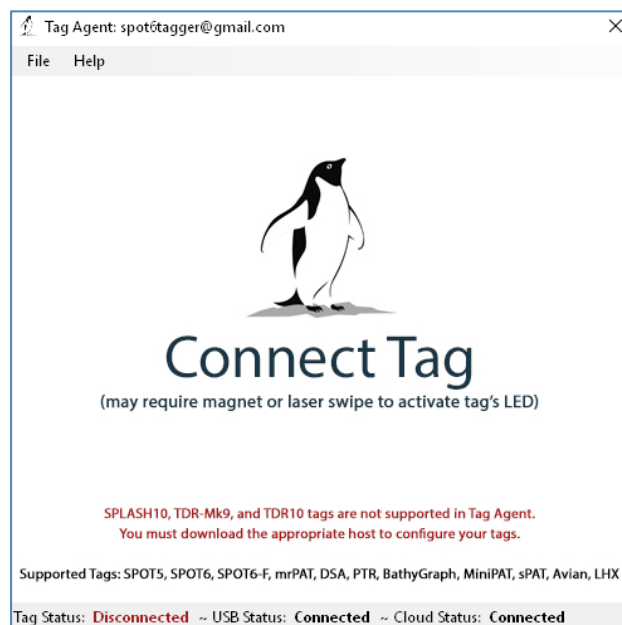 Tag Agent: spot6tagger@gmail.com
File Help
Connect Tag
(may require magnet or laser swipe to activate tag's LED)
SPLASH10, TDR-Mk9, and TDR10 tags are not supported in Tag Agent.
You must download the appropriate host to configure your tags.
Supported Tags: SPOT5, SPOT6, SPOT6-F, mrPAT, DSA, PTR, BathyGraph, MiniPAT, sPAT, Avian, LHX
Tag Status: Disconnected ~ USB Status: Connected ~ Cloud Status: Connected